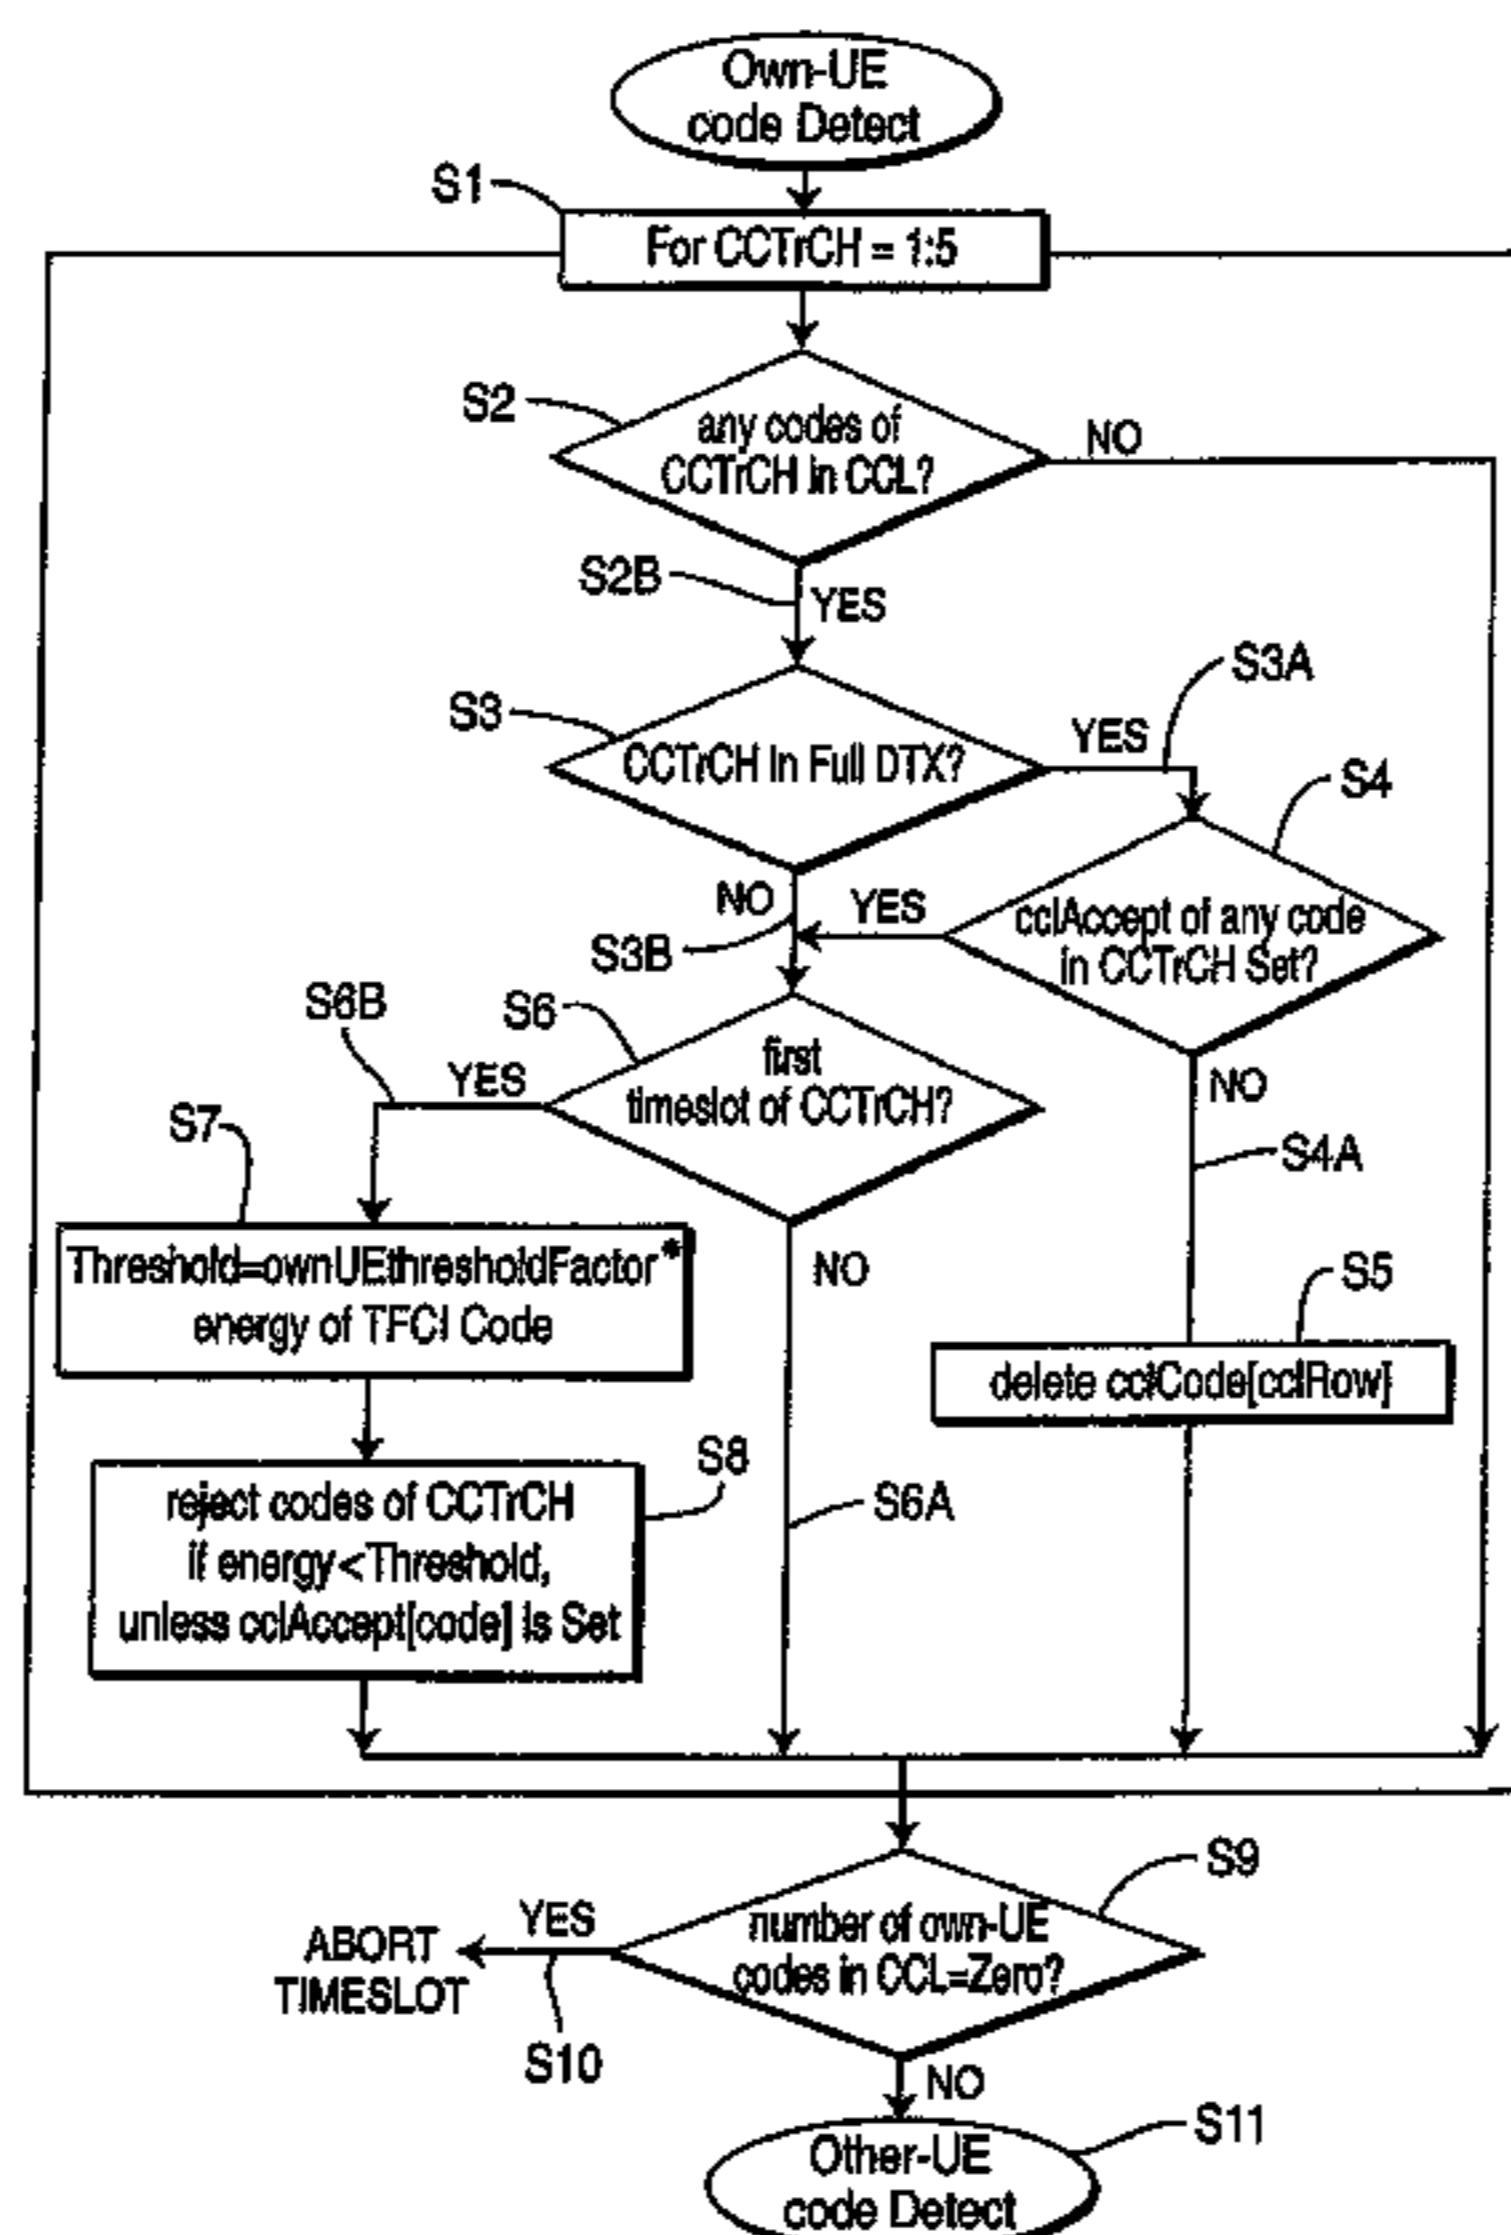 Own-UE
code Detect
S1
For CCTrCH = 1:5
S2
any codes of
CCTrCH in CCL?
NO
S2B
YES
S3A
S3
CCTrCH in Full DTX?
YES
S4
NO
YES
cclAccept of any code
in CCTrCH Set?
S3B
S6B
S6
first
timeslot of CCTrCH?
YES
NO
S7
S4A
Threshold=ownUEthresholdFactor*
energy of TFCI Code
NO
S5
delete cclCode[cclRow]
S8
reject codes of CCTrCH
if energy<Threshold,
unless cclAccept[code] is Set
S6A
S9
number of own-UE
codes in CCL=Zero?
YES
ABORT
TIMESLOT
S10
NO
S11
Other-UE
code Detect